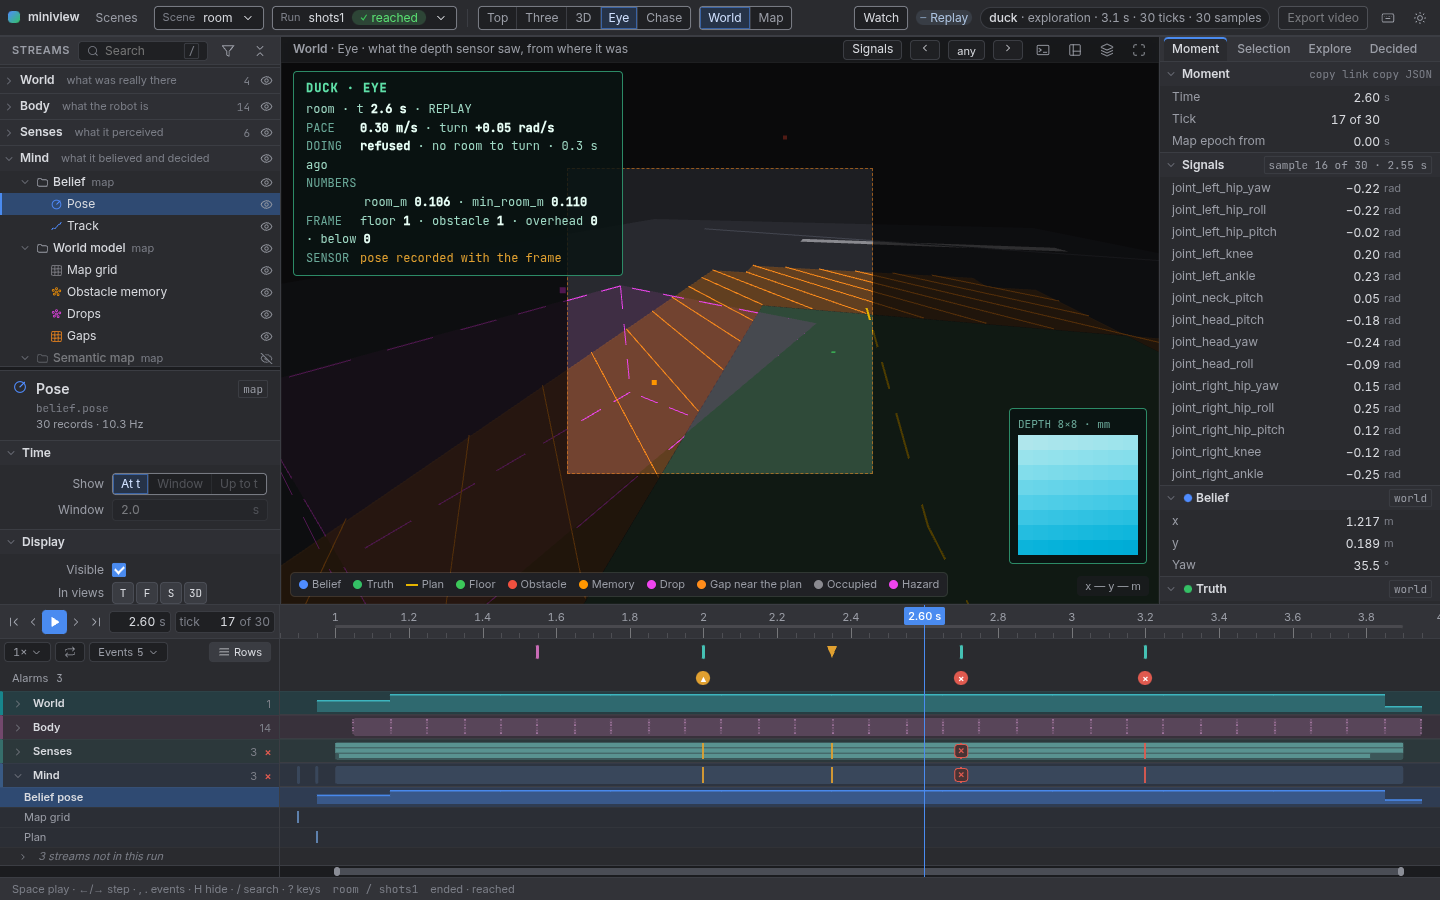 miniview Scenes Scene room Run shots1 ✓ reached Top Three 3D Eye Chase World Map Watch – Replay duck · exploration · 3.1 s · 30 ticks · 30 samples Export video
STREAMS Search /
World what was really there 4
Body what the robot is 14
Senses what it perceived 6
Mind what it believed and decided
Belief map
Pose
Track
World model map
Map grid
Obstacle memory
Drops
Gaps
Semantic map map
Pose map
belief.pose
30 records · 10.3 Hz
Time
Show At t Window Up to t
Window 2.0 s
Display
Visible
In views T F S 3D
World · Eye · what the depth sensor saw, from where it was
Signals any
DUCK · EYE
room · t 2.6 s · REPLAY
PACE 0.30 m/s · turn +0.05 rad/s
DOING refused · no room to turn · 0.3 s
ago
NUMBERS
room_m 0.106 · min_room_m 0.110
FRAME floor 1 · obstacle 1 · overhead 0
· below 0
SENSOR pose recorded with the frame
DEPTH 8×8 · mm
Belief Truth Plan Floor Obstacle Memory Drop Gap near the plan Occupied Hazard
x — y — m
Moment Selection Explore Decided
Moment copy link copy JSON
Time 2.60 s
Tick 17 of 30
Map epoch from 0.00 s
Signals sample 16 of 30 · 2.55 s
joint_left_hip_yaw −0.22 rad
joint_left_hip_roll −0.22 rad
joint_left_hip_pitch −0.02 rad
joint_left_knee 0.20 rad
joint_left_ankle 0.23 rad
joint_neck_pitch 0.05 rad
joint_head_pitch −0.18 rad
joint_head_yaw −0.24 rad
joint_head_roll −0.09 rad
joint_right_hip_yaw 0.15 rad
joint_right_hip_roll 0.25 rad
joint_right_hip_pitch 0.12 rad
joint_right_knee −0.12 rad
joint_right_ankle −0.25 rad
Belief world
x 1.217 m
y 0.189 m
Yaw 35.5 °
Truth world
2.60 s tick 17 of 30
1 1.2 1.4 1.6 1.8 2 2.2 2.4 2.60 s 2.8 3 3.2 3.4 3.6 3.8
1× Events 5 Rows
Alarms 3
World 1
Body 14
Senses 3 ×
Mind 3 ×
Belief pose
Map grid
Plan
3 streams not in this run
Space play · ←/→ step · , . events · H hide · / search · ? keys room / shots1 ended · reached